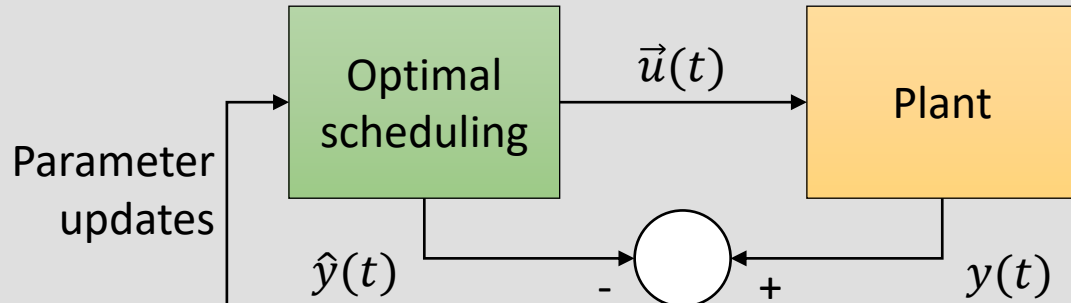 Optimal
scheduling
u⃗(t)
Plant
Parameter
updates
ŷ(t)
-
+
y(t)